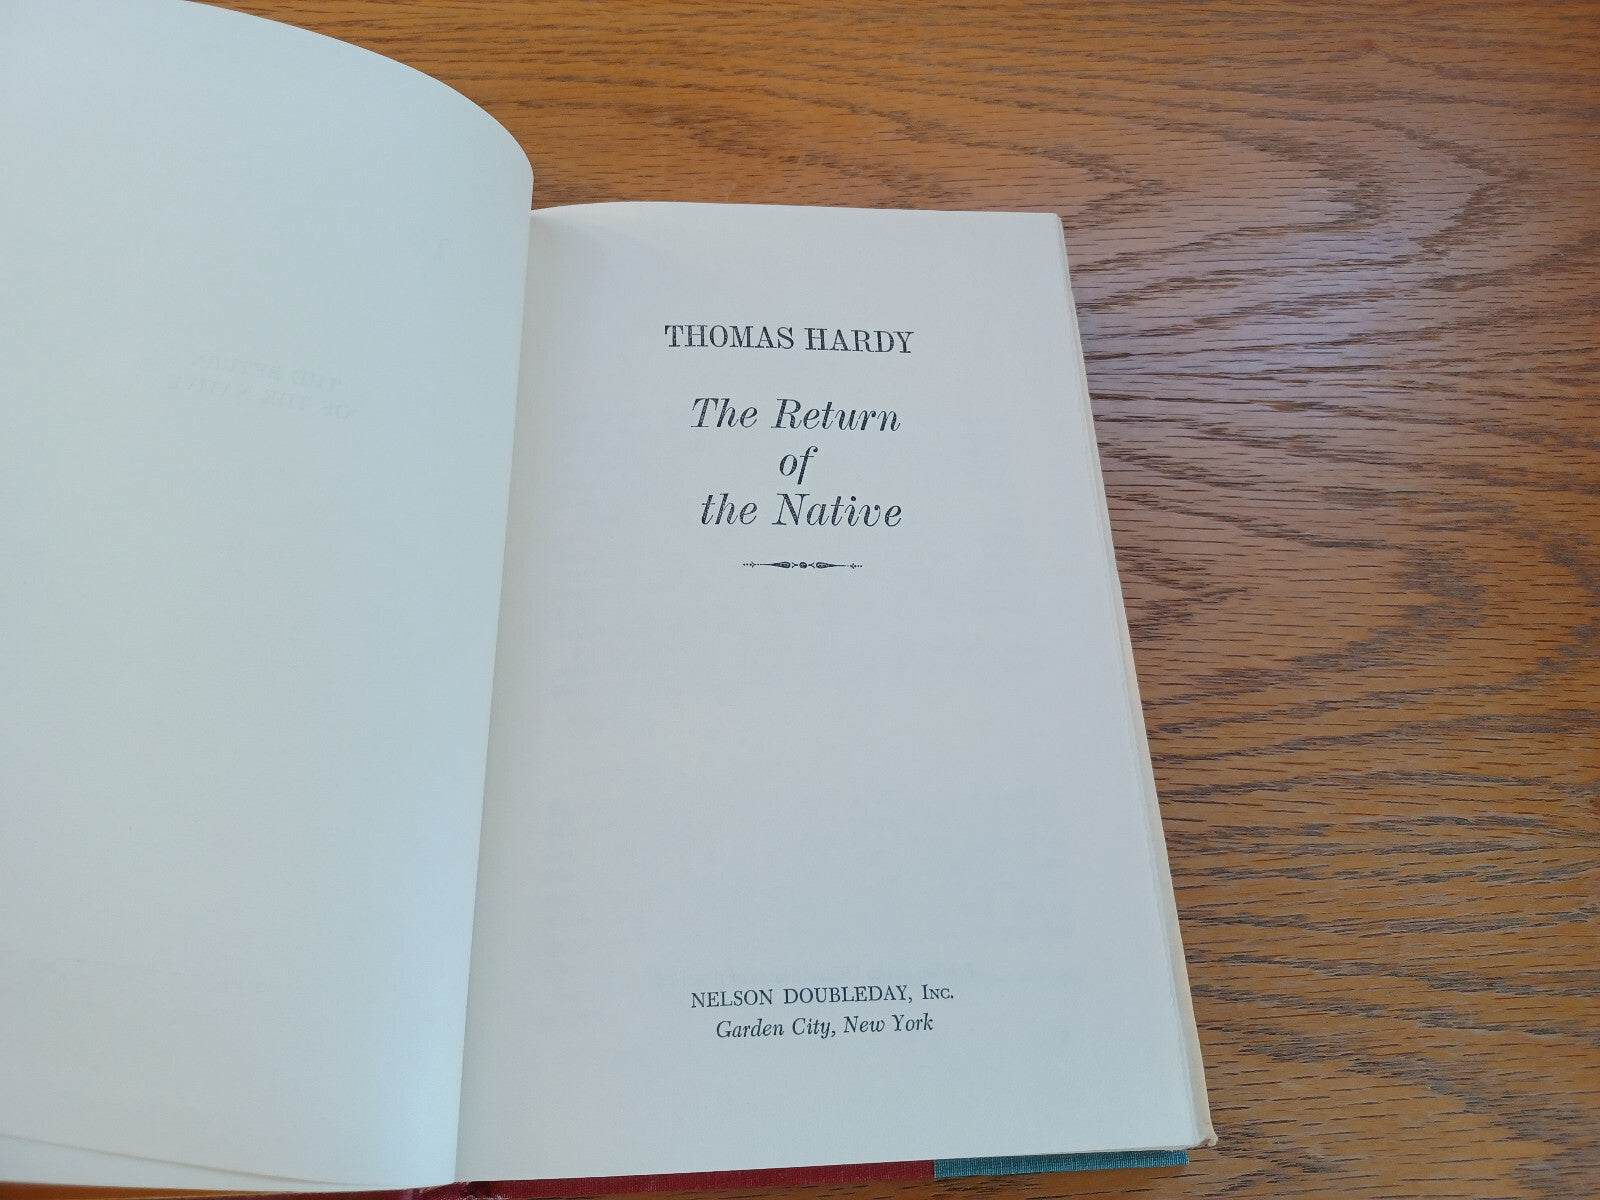 THOMAS HARDY
The Return
of
the Native
NELSON DOUBLEDAY, INC.
Garden City, New York